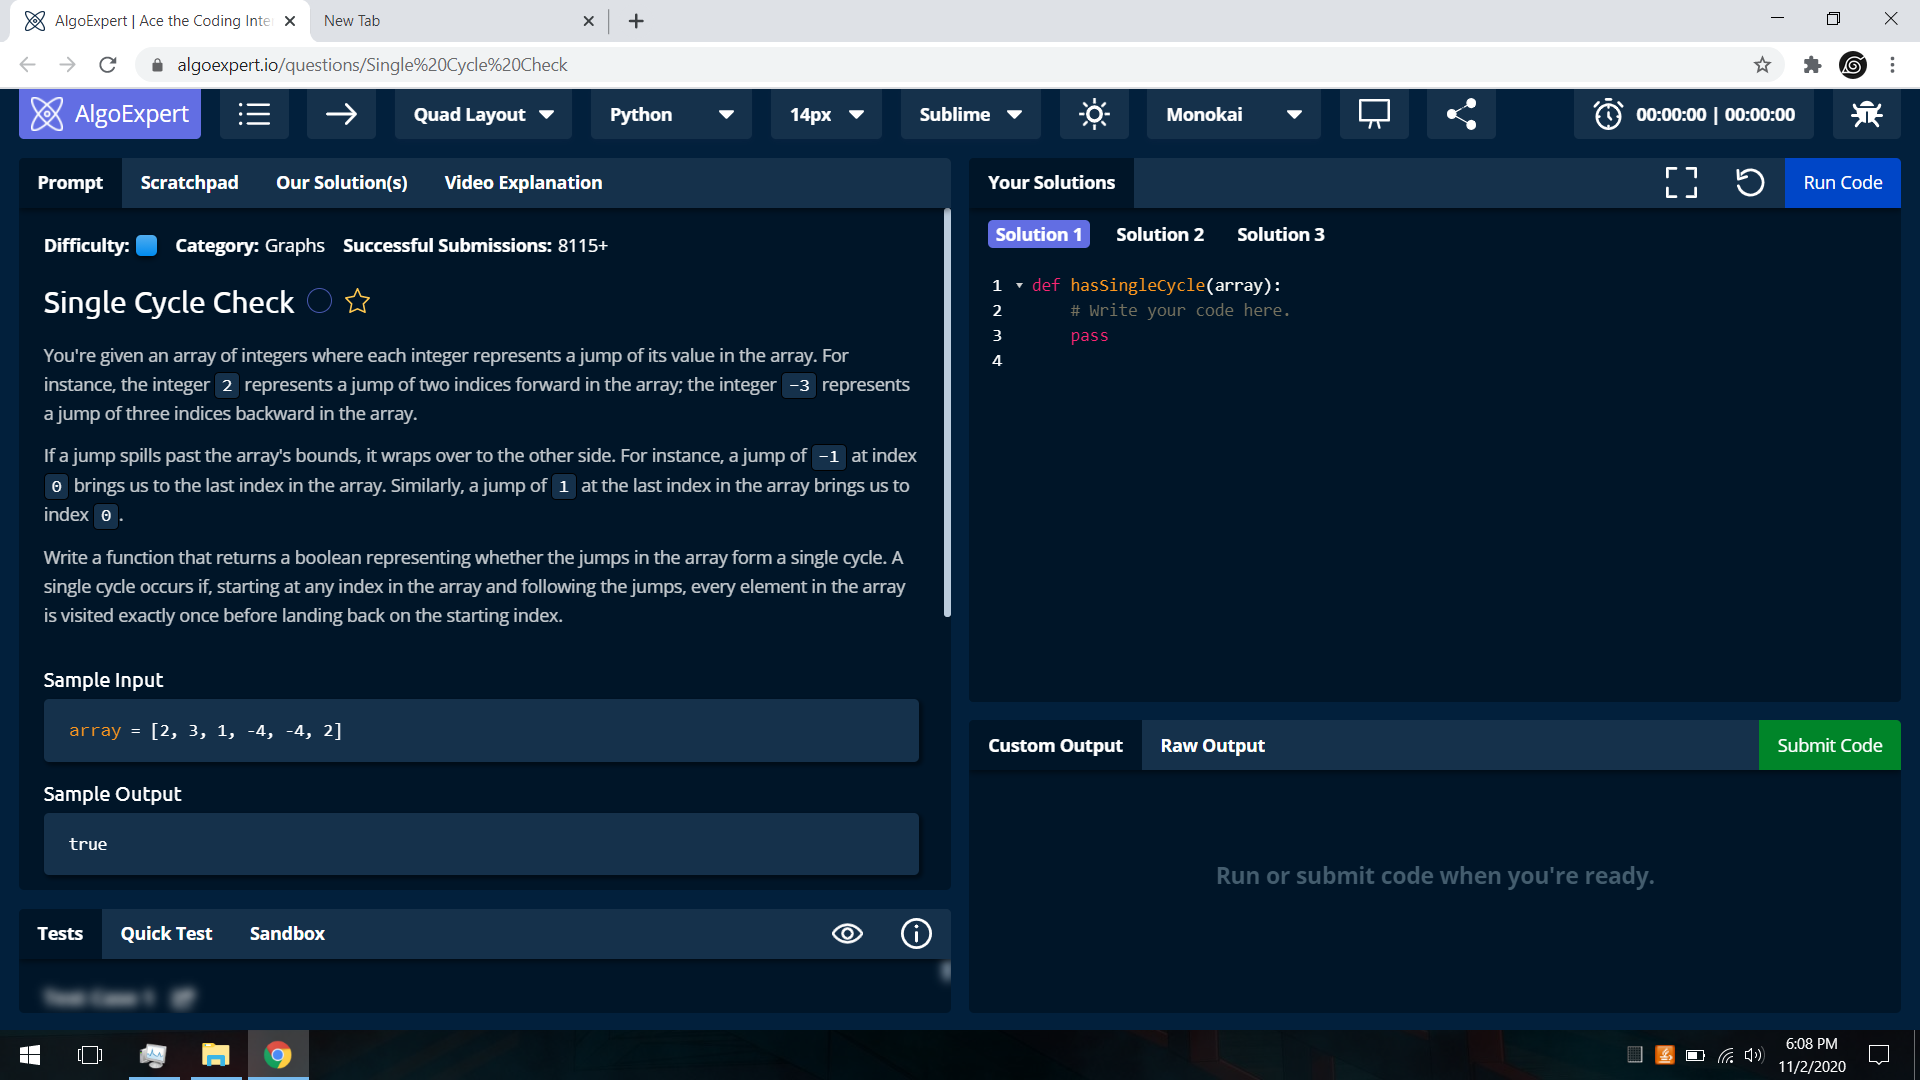 AlgoExpert | Ace the Coding Inte
New Tab
algoexpert.io/questions/Single%20Cycle%20Check
AlgoExpert
Quad Layout
Python
14px
Sublime
Monokai
00:00:00 | 00:00:00
Prompt
Scratchpad
Our Solution(s)
Video Explanation
Difficulty:
Category: Graphs
Successful Submissions: 8115+
Single Cycle Check
You're given an array of integers where each integer represents a jump of its value in the array. For
instance, the integer 2 represents a jump of two indices forward in the array; the integer -3 represents
a jump of three indices backward in the array.
If a jump spills past the array's bounds, it wraps over to the other side. For instance, a jump of -1 at index
0 brings us to the last index in the array. Similarly, a jump of 1 at the last index in the array brings us to
index 0.
Write a function that returns a boolean representing whether the jumps in the array form a single cycle. A
single cycle occurs if, starting at any index in the array and following the jumps, every element in the array
is visited exactly once before landing back on the starting index.
Sample Input
array = [2, 3, 1, -4, -4, 2]
Sample Output
true
Tests
Quick Test
Sandbox
Test Case 1
Your Solutions
Run Code
Solution 1
Solution 2
Solution 3
1 def hasSingleCycle(array):
2 # Write your code here.
3 pass
4
Custom Output
Raw Output
Submit Code
Run or submit code when you're ready.
6:08 PM
11/2/2020